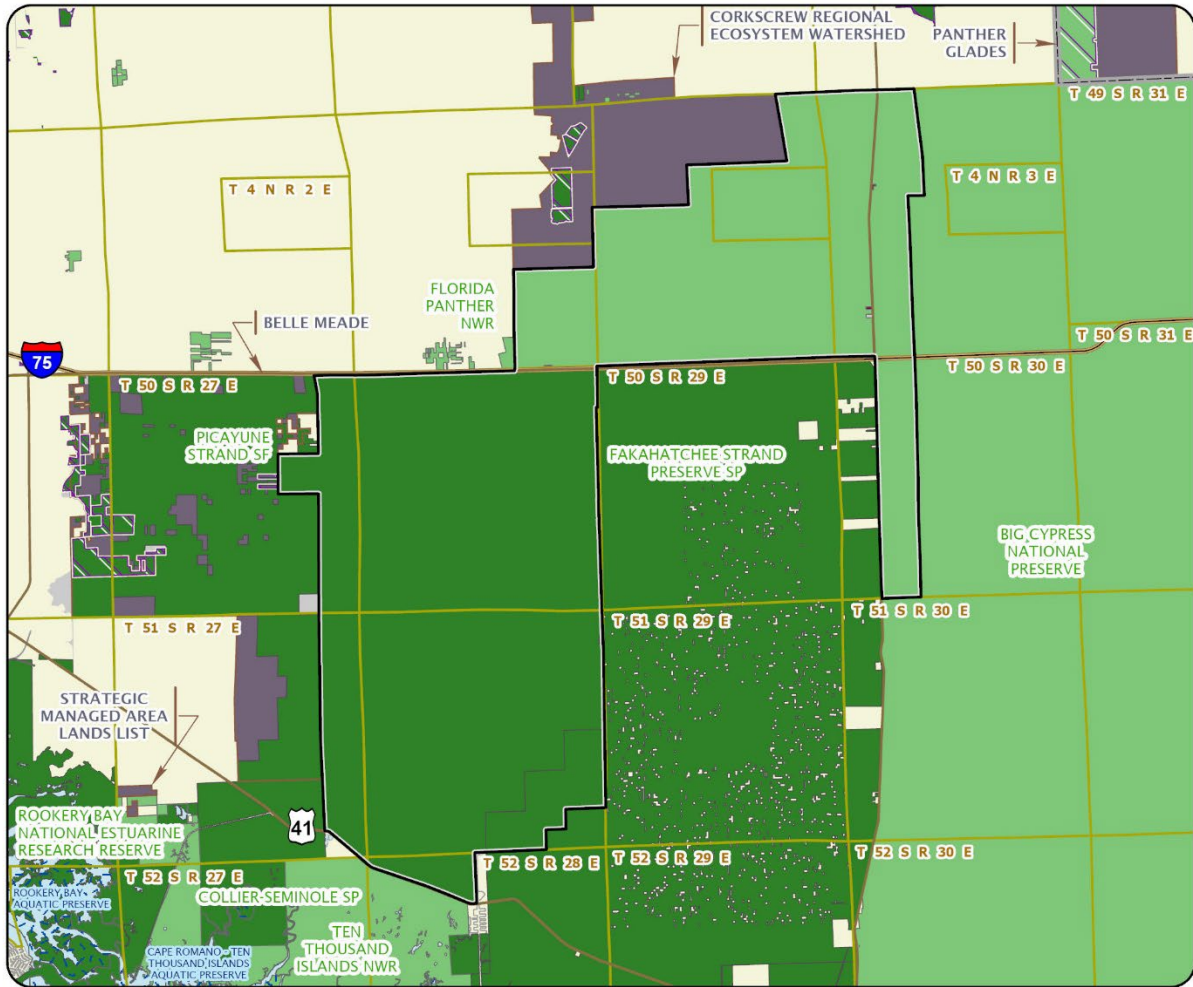 CORKSCREW REGIONAL
ECOSYSTEM WATERSHED
PANTHER
GLADES
T 49 S R 31 E
T 4 N R 2 E
T 4 N R 3 E
FLORIDA
PANTHER
NWR
BELLE MEADE
75
T 50 S R 31 E
T 50 S R 27 E
T 50 S R 29 E
T 50 S R 30 E
PICAYUNE
STRAND SF
FAKAHATCHEE STRAND
PRESERVE SP
BIG CYPRESS
NATIONAL
PRESERVE
T 51 S R 27 E
T 51 S R 29 E
T 51 S R 30 E
STRATEGIC
MANAGED AREA
LANDS LIST
ROOKERY BAY
NATIONAL ESTUARINE
RESEARCH RESERVE
41
T 52 S R 27 E
T 52 S R 28 E
T 52 S R 29 E
T 52 S R 30 E
ROOKERY BAY
AQUATIC PRESERVE
COLLIER-SEMINOLE SP
CAPE ROMANO - TEN
THOUSAND ISLANDS
AQUATIC PRESERVE
TEN
THOUSAND
ISLANDS NWR